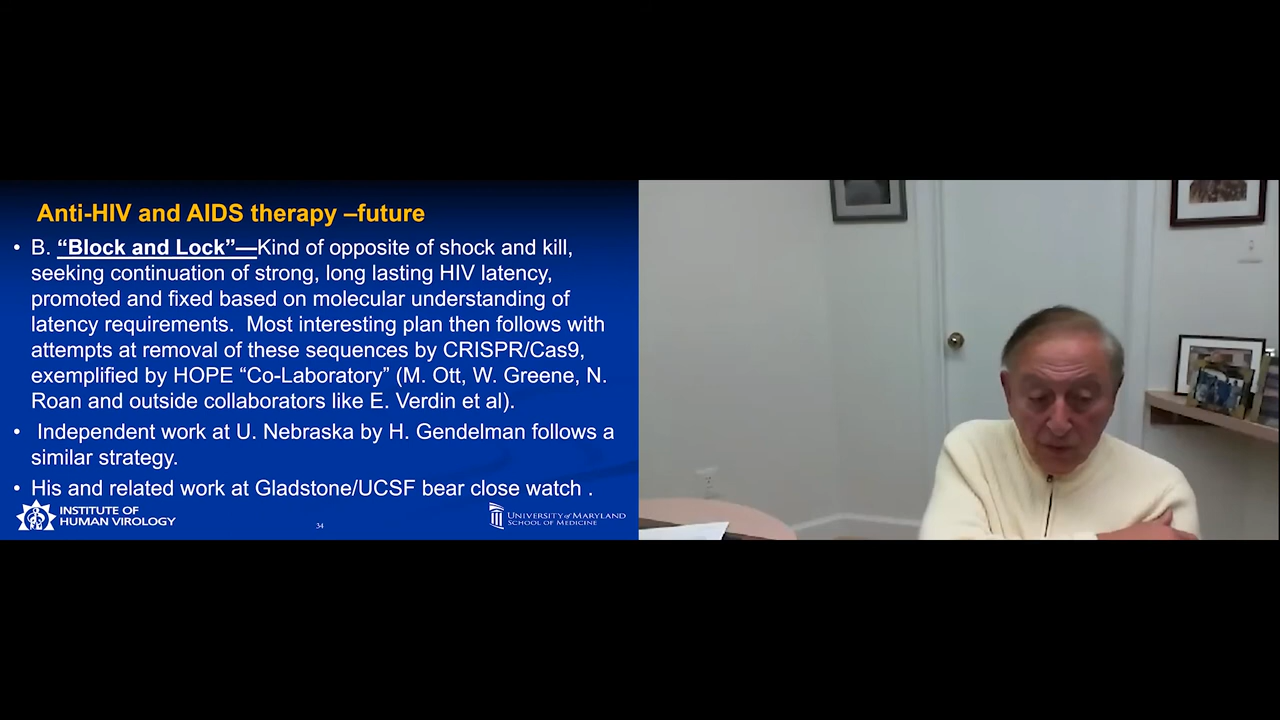 Anti-HIV and AIDS therapy –future
• B. “Block and Lock”—Kind of opposite of shock and kill,
seeking continuation of strong, long lasting HIV latency,
promoted and fixed based on molecular understanding of
latency requirements.  Most interesting plan then follows with
attempts at removal of these sequences by CRISPR/Cas9,
exemplified by HOPE “Co-Laboratory” (M. Ott, W. Greene, N.
Roan and outside collaborators like E. Verdin et al).
• Independent work at U. Nebraska by H. Gendelman follows a
similar strategy.
• His and related work at Gladstone/UCSF bear close watch .
INSTITUTE OF
HUMAN VIROLOGY
34
UNIVERSITY of MARYLAND
SCHOOL OF MEDICINE